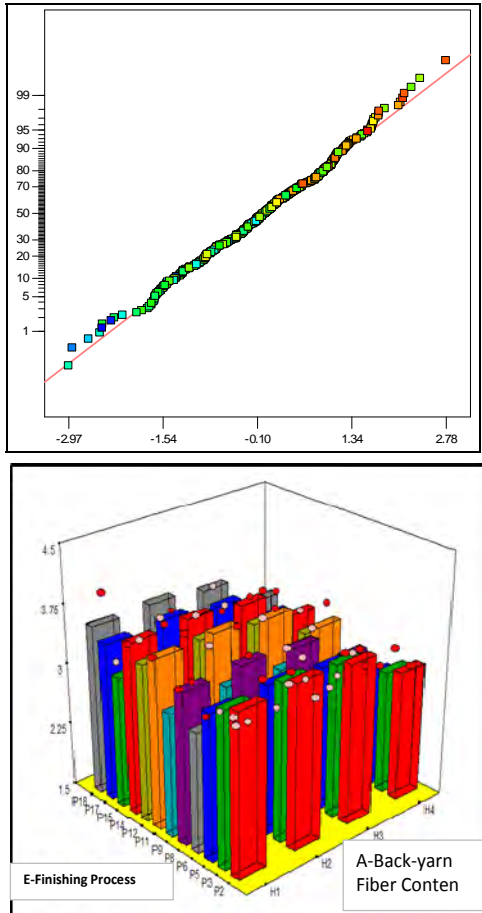 99
95
90
80
70
50
30
20
10
5
1
-2.97 -1.54 -0.10 1.34 2.78
4.5
3.75
3
2.25
1.5
P18
P17
P15
P14
P12
P11
P9
P8
P6
P5
P3
P2
H1
H2
H3
H4
E-Finishing Process
A-Back-yarn
Fiber Conten